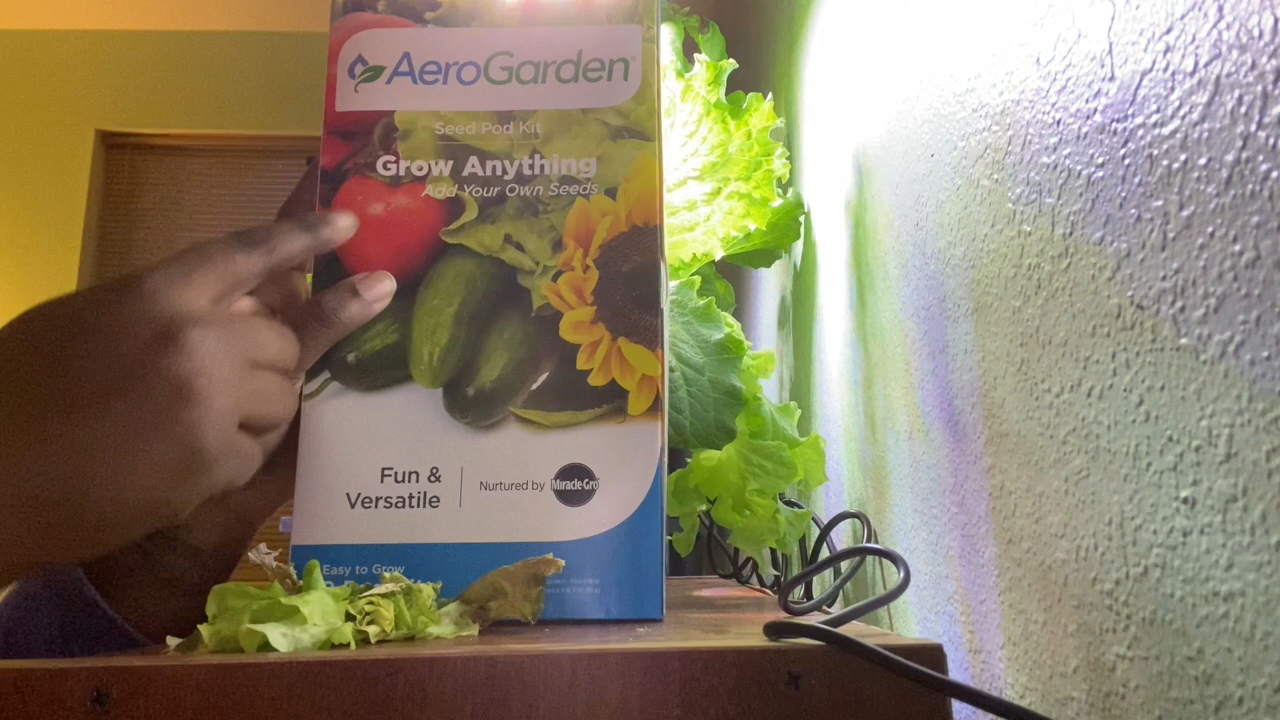 AeroGarden
Seed Pod Kit
Grow Anything
Add Your Own Seeds
Fun &
Versatile
Nurtured by Miracle-Gro
Easy to Grow